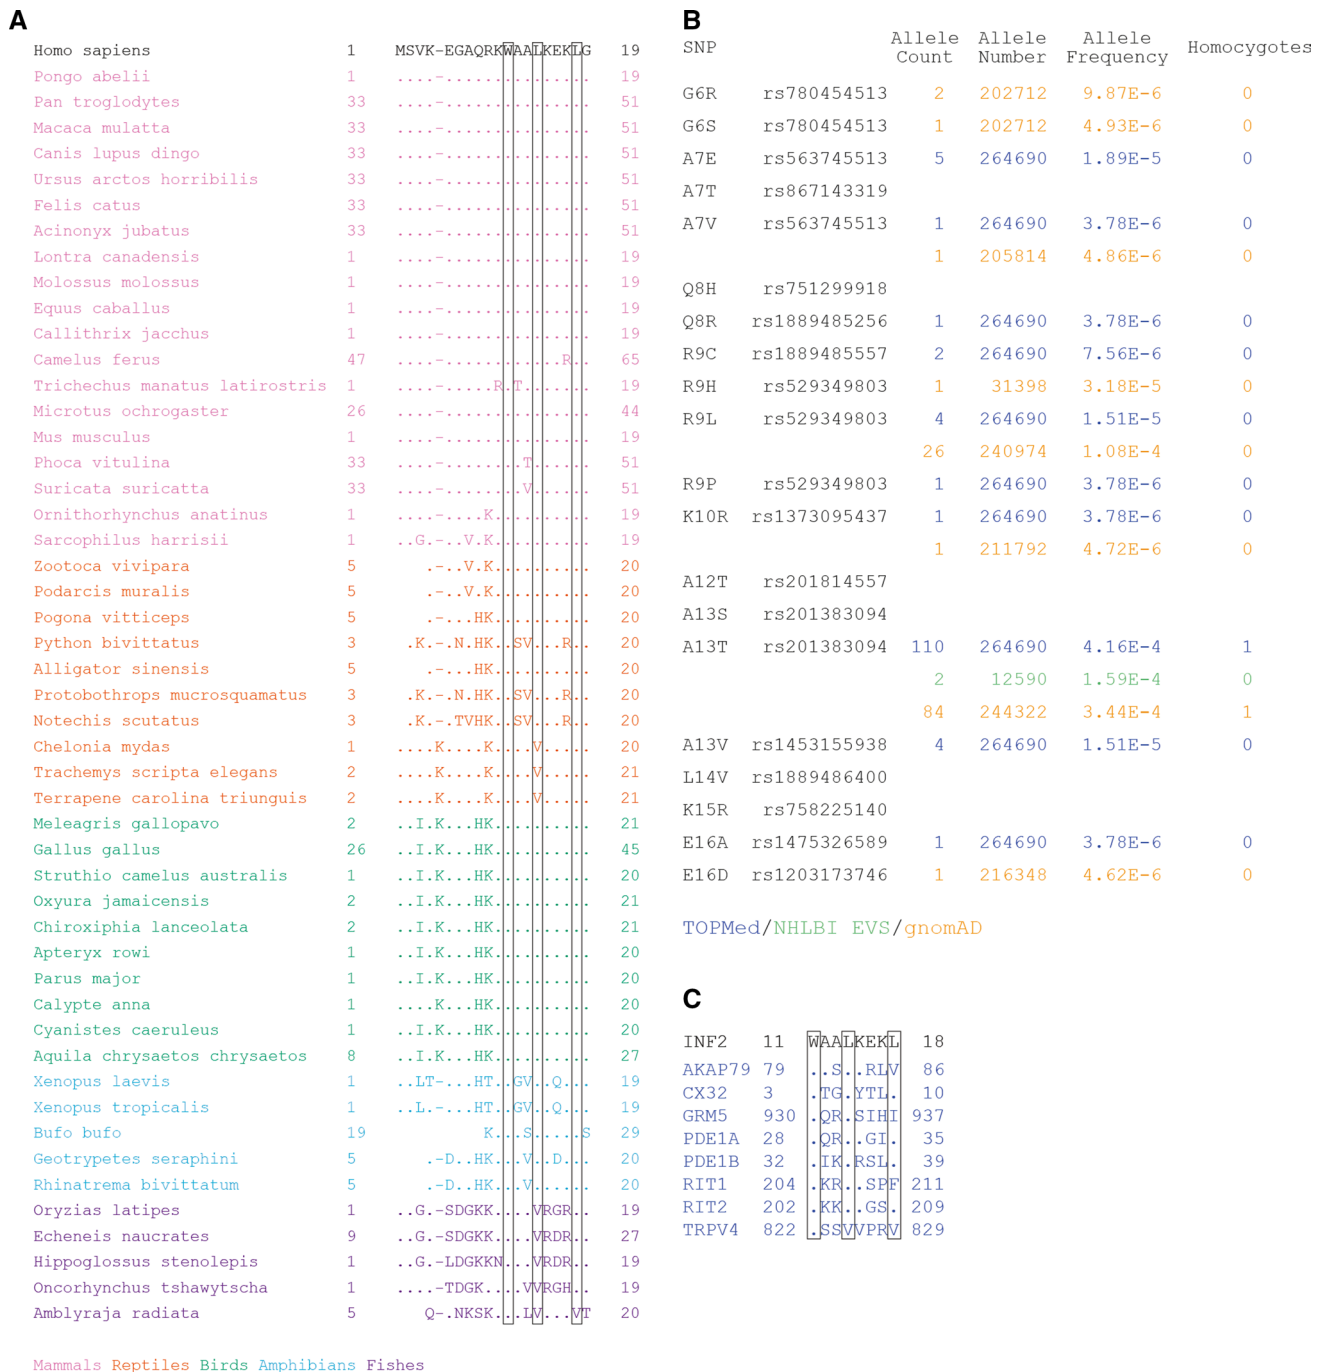 A
Homo sapiens 1 MSVK-EGAQRKWAALKEKLG 19
Pongo abelii 1 ....-............... 19
Pan troglodytes 33 ....-............... 51
Macaca mulatta 33 ....-............... 51
Canis lupus dingo 33 ....-............... 51
Ursus arctos horribilis 33 ....-............... 51
Felis catus 33 ....-............... 51
Acinonyx jubatus 33 ....-............... 51
Lontra canadensis 1 ....-............... 19
Molossus molossus 1 ....-............... 19
Equus caballus 1 ....-............... 19
Callithrix jacchus 1 ....-............... 19
Camelus ferus 47 ....-............R.. 65
Trichechus manatus latirostris 1 ....-.....R.T....... 19
Microtus ochrogaster 26 ....-............... 44
Mus musculus 1 ....-............... 19
Phoca vitulina 33 ....-........T...... 51
Suricata suricatta 33 ....-........V...... 51
Ornithorhynchus anatinus 1 ....-....K.......... 19
Sarcophilus harrisii 1 ..G.-..V.K.......... 19
Zootoca vivipara 5 .-..V.K.......... 20
Podarcis muralis 5 .-..V.K.......... 20
Pogona vitticeps 5 .-...HK.......... 20
Python bivittatus 3 .K.-.N.HK..SV...R.. 20
Alligator sinensis 5 .-...HK.......... 20
Protobothrops mucrosquamatus 3 .K.-.N.HK..SV...R.. 20
Notechis scutatus 3 .K.-.TVHK..SV...R.. 20
Chelonia mydas 1 ....K....K....V..... 20
Trachemys scripta elegans 2 ....K....K....V..... 21
Terrapene carolina triunguis 2 ....K....K....V..... 21
Meleagris gallopavo 2 ..I.K...HK.......... 21
Gallus gallus 26 ..I.K...HK.......... 45
Struthio camelus australis 1 ..I.K...HK.......... 20
Oxyura jamaicensis 2 ..I.K...HK.......... 21
Chiroxiphia lanceolata 2 ..I.K...HK.......... 21
Apteryx rowi 1 ..I.K...HK.......... 20
Parus major 1 ..I.K...HK.......... 20
Calypte anna 1 ..I.K...HK.......... 20
Cyanistes caeruleus 1 ..I.K...HK.......... 20
Aquila chrysaetos chrysaetos 8 ..I.K...HK.......... 27
Xenopus laevis 1 ..LT-...HT..GV..Q... 19
Xenopus tropicalis 1 ..L.-...HT..GV..Q... 19
Bufo bufo 19 K...S.....S 29
Geotrypetes seraphini 5 .-D..HK...V..D... 20
Rhinatrema bivittatum 5 .-D..HK...V...... 20
Oryzias latipes 1 ..G.-SDGKK....VRGR.. 19
Echeneis naucrates 9 ..G.-SDGKK....VRDR.. 27
Hippoglossus stenolepis 1 ..G.-LDGKKN...VRDR.. 19
Oncorhynchus tshawytscha 1 ....-TDGK....VVRGH.. 19
Amblyraja radiata 5 Q-.NKSK...LV...VT 20
Mammals Reptiles Birds Amphibians Fishes
B
SNP Allele Count Allele Number Allele Frequency Homocygotes
G6R rs780454513 2 202712 9.87E-6 0
G6S rs780454513 1 202712 4.93E-6 0
A7E rs563745513 5 264690 1.89E-5 0
A7T rs867143319
A7V rs563745513 1 264690 3.78E-6 0
1 205814 4.86E-6 0
Q8H rs751299918
Q8R rs1889485256 1 264690 3.78E-6 0
R9C rs1889485557 2 264690 7.56E-6 0
R9H rs529349803 1 31398 3.18E-5 0
R9L rs529349803 4 264690 1.51E-5 0
26 240974 1.08E-4 0
R9P rs529349803 1 264690 3.78E-6 0
K10R rs1373095437 1 264690 3.78E-6 0
1 211792 4.72E-6 0
A12T rs201814557
A13S rs201383094
A13T rs201383094 110 264690 4.16E-4 1
2 12590 1.59E-4 0
84 244322 3.44E-4 1
A13V rs1453155938 4 264690 1.51E-5 0
L14V rs1889486400
K15R rs758225140
E16A rs1475326589 1 264690 3.78E-6 0
E16D rs1203173746 1 216348 4.62E-6 0
TOPMed/NHLBI EVS/gnomAD
C
INF2 11 WAALKEKL 18
AKAP79 79 ..S..RLV 86
CX32 3 .TG.YTL. 10
GRM5 930 .QR.SIHI 937
PDE1A 28 .QR..GI. 35
PDE1B 32 .IK.RSL. 39
RIT1 204 .KR..SPF 211
RIT2 202 .KK..GS. 209
TRPV4 822 .SSVVPRV 829